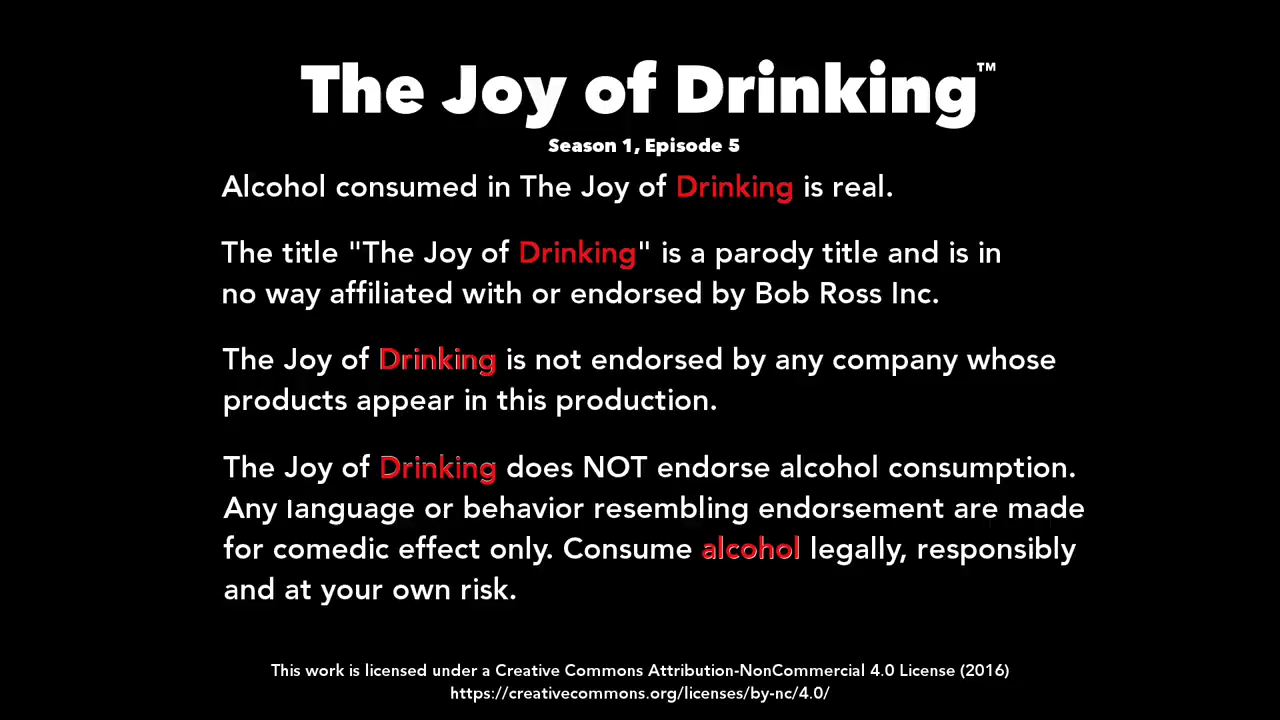 The Joy of Drinking™
Season 1, Episode 5
Alcohol consumed in The Joy of Drinking is real.
The title "The Joy of Drinking" is a parody title and is in
no way affiliated with or endorsed by Bob Ross Inc.
The Joy of Drinking is not endorsed by any company whose
products appear in this production.
The Joy of Drinking does NOT endorse alcohol consumption.
Any language or behavior resembling endorsement are made
for comedic effect only. Consume alcohol legally, responsibly
and at your own risk.
This work is licensed under a Creative Commons Attribution-NonCommercial 4.0 License (2016)
https://creativecommons.org/licenses/by-nc/4.0/